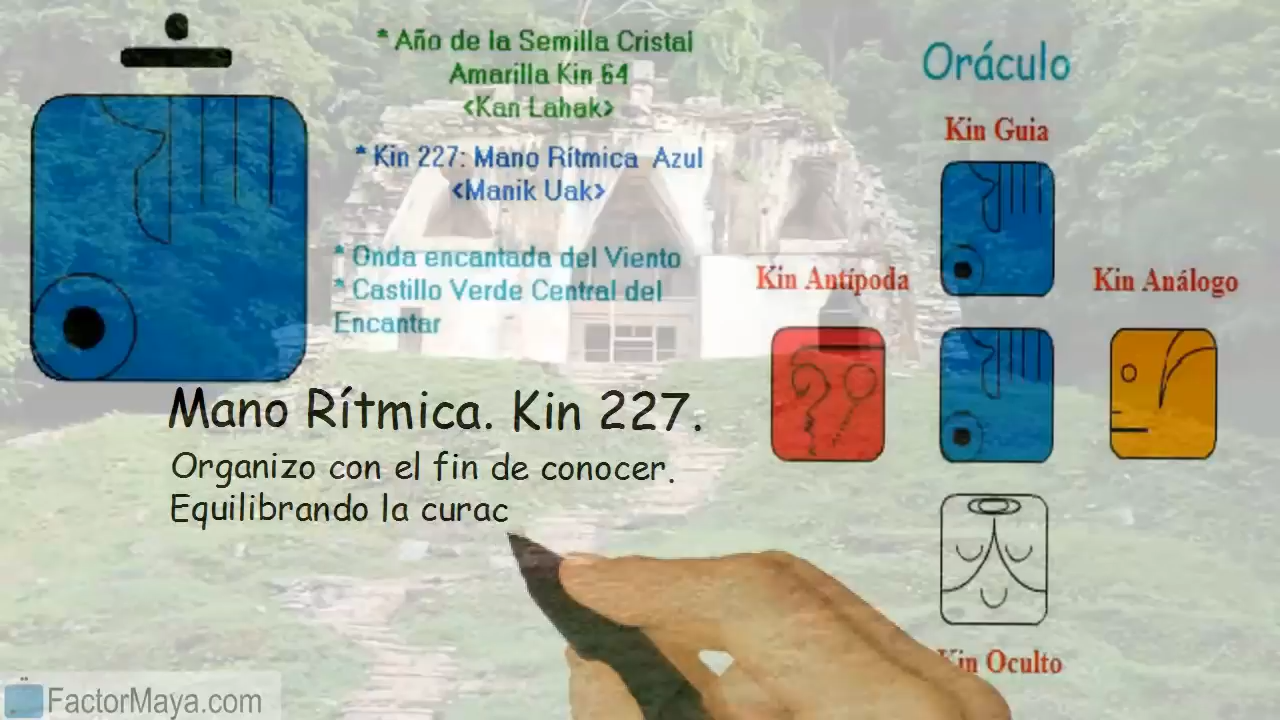 * Año de la Semilla Cristal
Amarilla Kin 64
<Kan Lahak>
* Kin 227: Mano Rítmica Azul
<Manik Uak>
* Onda encantada del Viento
* Castillo Verde Central del
Encantar
Mano Rítmica. Kin 227.
Organizo con el fin de conocer.
Equilibrando la curac
Oráculo
Kin Guia
Kin Antípoda
Kin Análogo
Kin Oculto
FactorMaya.com